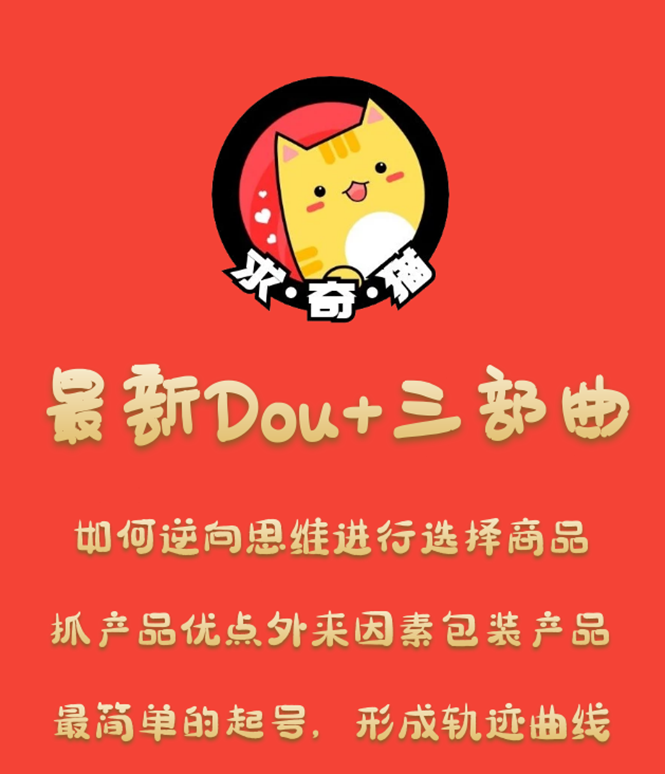 求·奇·猫
最新Dou+三部曲
如何逆向思维进行选择商品
抓产品优点外来因素包装产品
最简单的起号，形成轨迹曲线